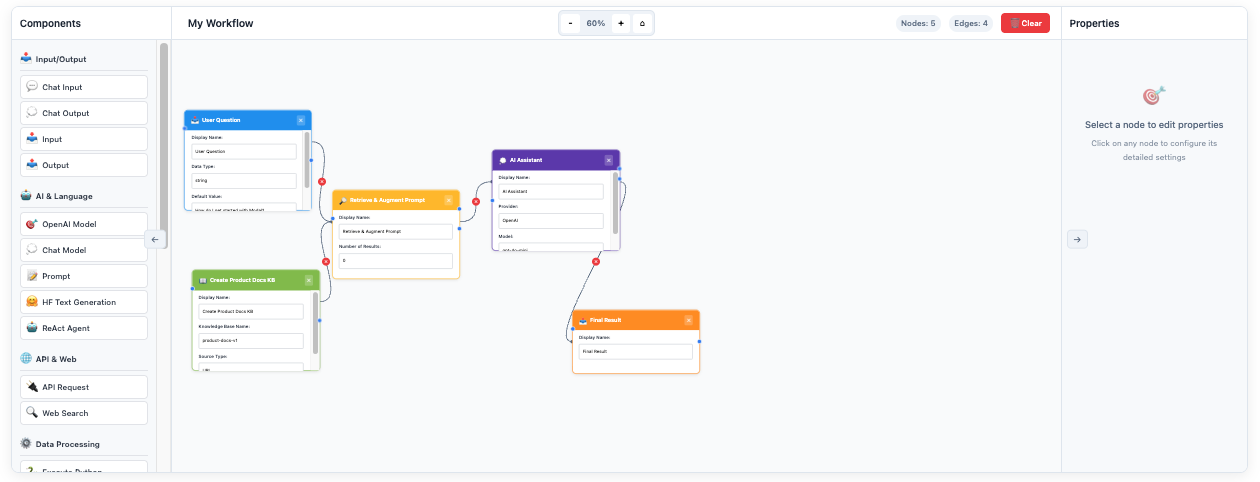 Components
My Workflow
-
60%
+
Nodes: 5
Edges: 4
Clear
Properties
Input/Output
Chat Input
Chat Output
Input
Output
AI & Language
OpenAI Model
Chat Model
Prompt
HF Text Generation
ReAct Agent
API & Web
API Request
Web Search
Data Processing
Execute Python
User Question
Display Name:
User Question
Data Type:
string
Default Value:
Retrieve & Augment Prompt
Display Name:
Retrieve & Augment Prompt
Number of Results:
0
Create Product Docs KB
Display Name:
Create Product Docs KB
Knowledge Base Name:
product-docs-v1
Source Type:
AI Assistant
Display Name:
AI Assistant
Provider:
OpenAI
Model:
Final Result
Display Name:
Final Result
Select a node to edit properties
Click on any node to configure its
detailed settings